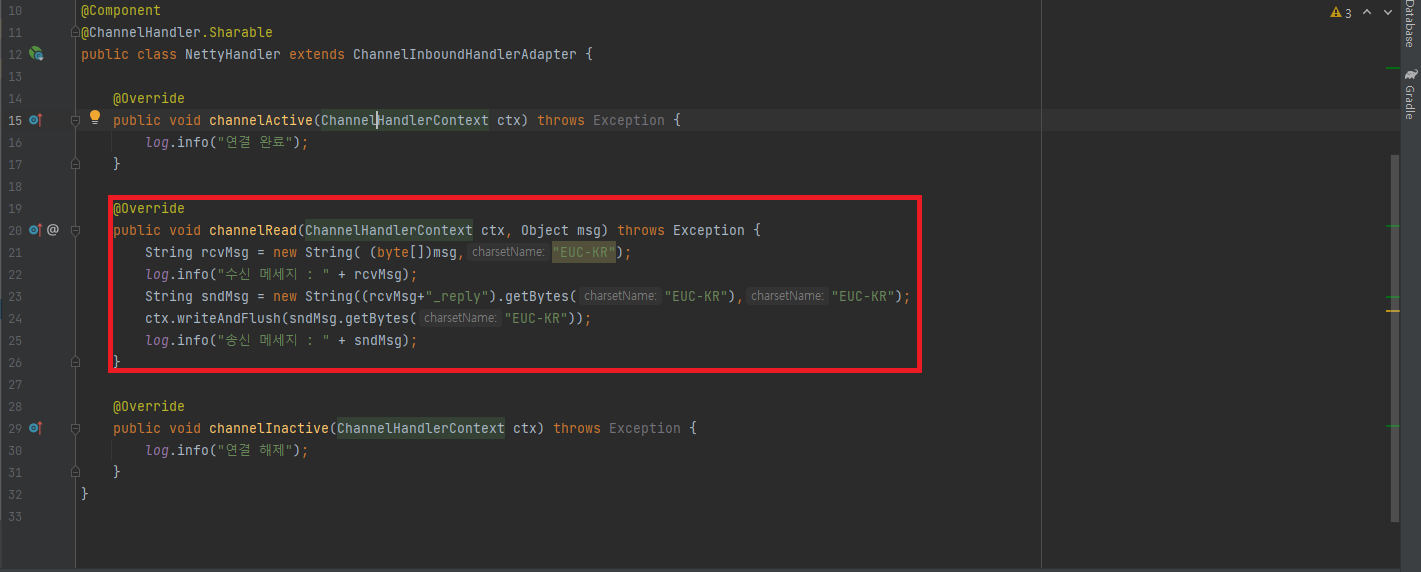 3
Database
Gradle
10 @Component
11 @ChannelHandler.Sharable
12 public class NettyHandler extends ChannelInboundHandlerAdapter {
13
14 @Override
15 public void channelActive(ChannelHandlerContext ctx) throws Exception {
16 log.info("연결 완료");
17 }
18
19 @Override
20 @ public void channelRead(ChannelHandlerContext ctx, Object msg) throws Exception {
21 String rcvMsg = new String( (byte[])msg, charsetName: "EUC-KR");
22 log.info("수신 메세지 : " + rcvMsg);
23 String sndMsg = new String((rcvMsg+"_reply").getBytes( charsetName: "EUC-KR"), charsetName: "EUC-KR");
24 ctx.writeAndFlush(sndMsg.getBytes( charsetName: "EUC-KR"));
25 log.info("송신 메세지 : " + sndMsg);
26 }
27
28 @Override
29 public void channelInactive(ChannelHandlerContext ctx) throws Exception {
30 log.info("연결 해제");
31 }
32 }
33